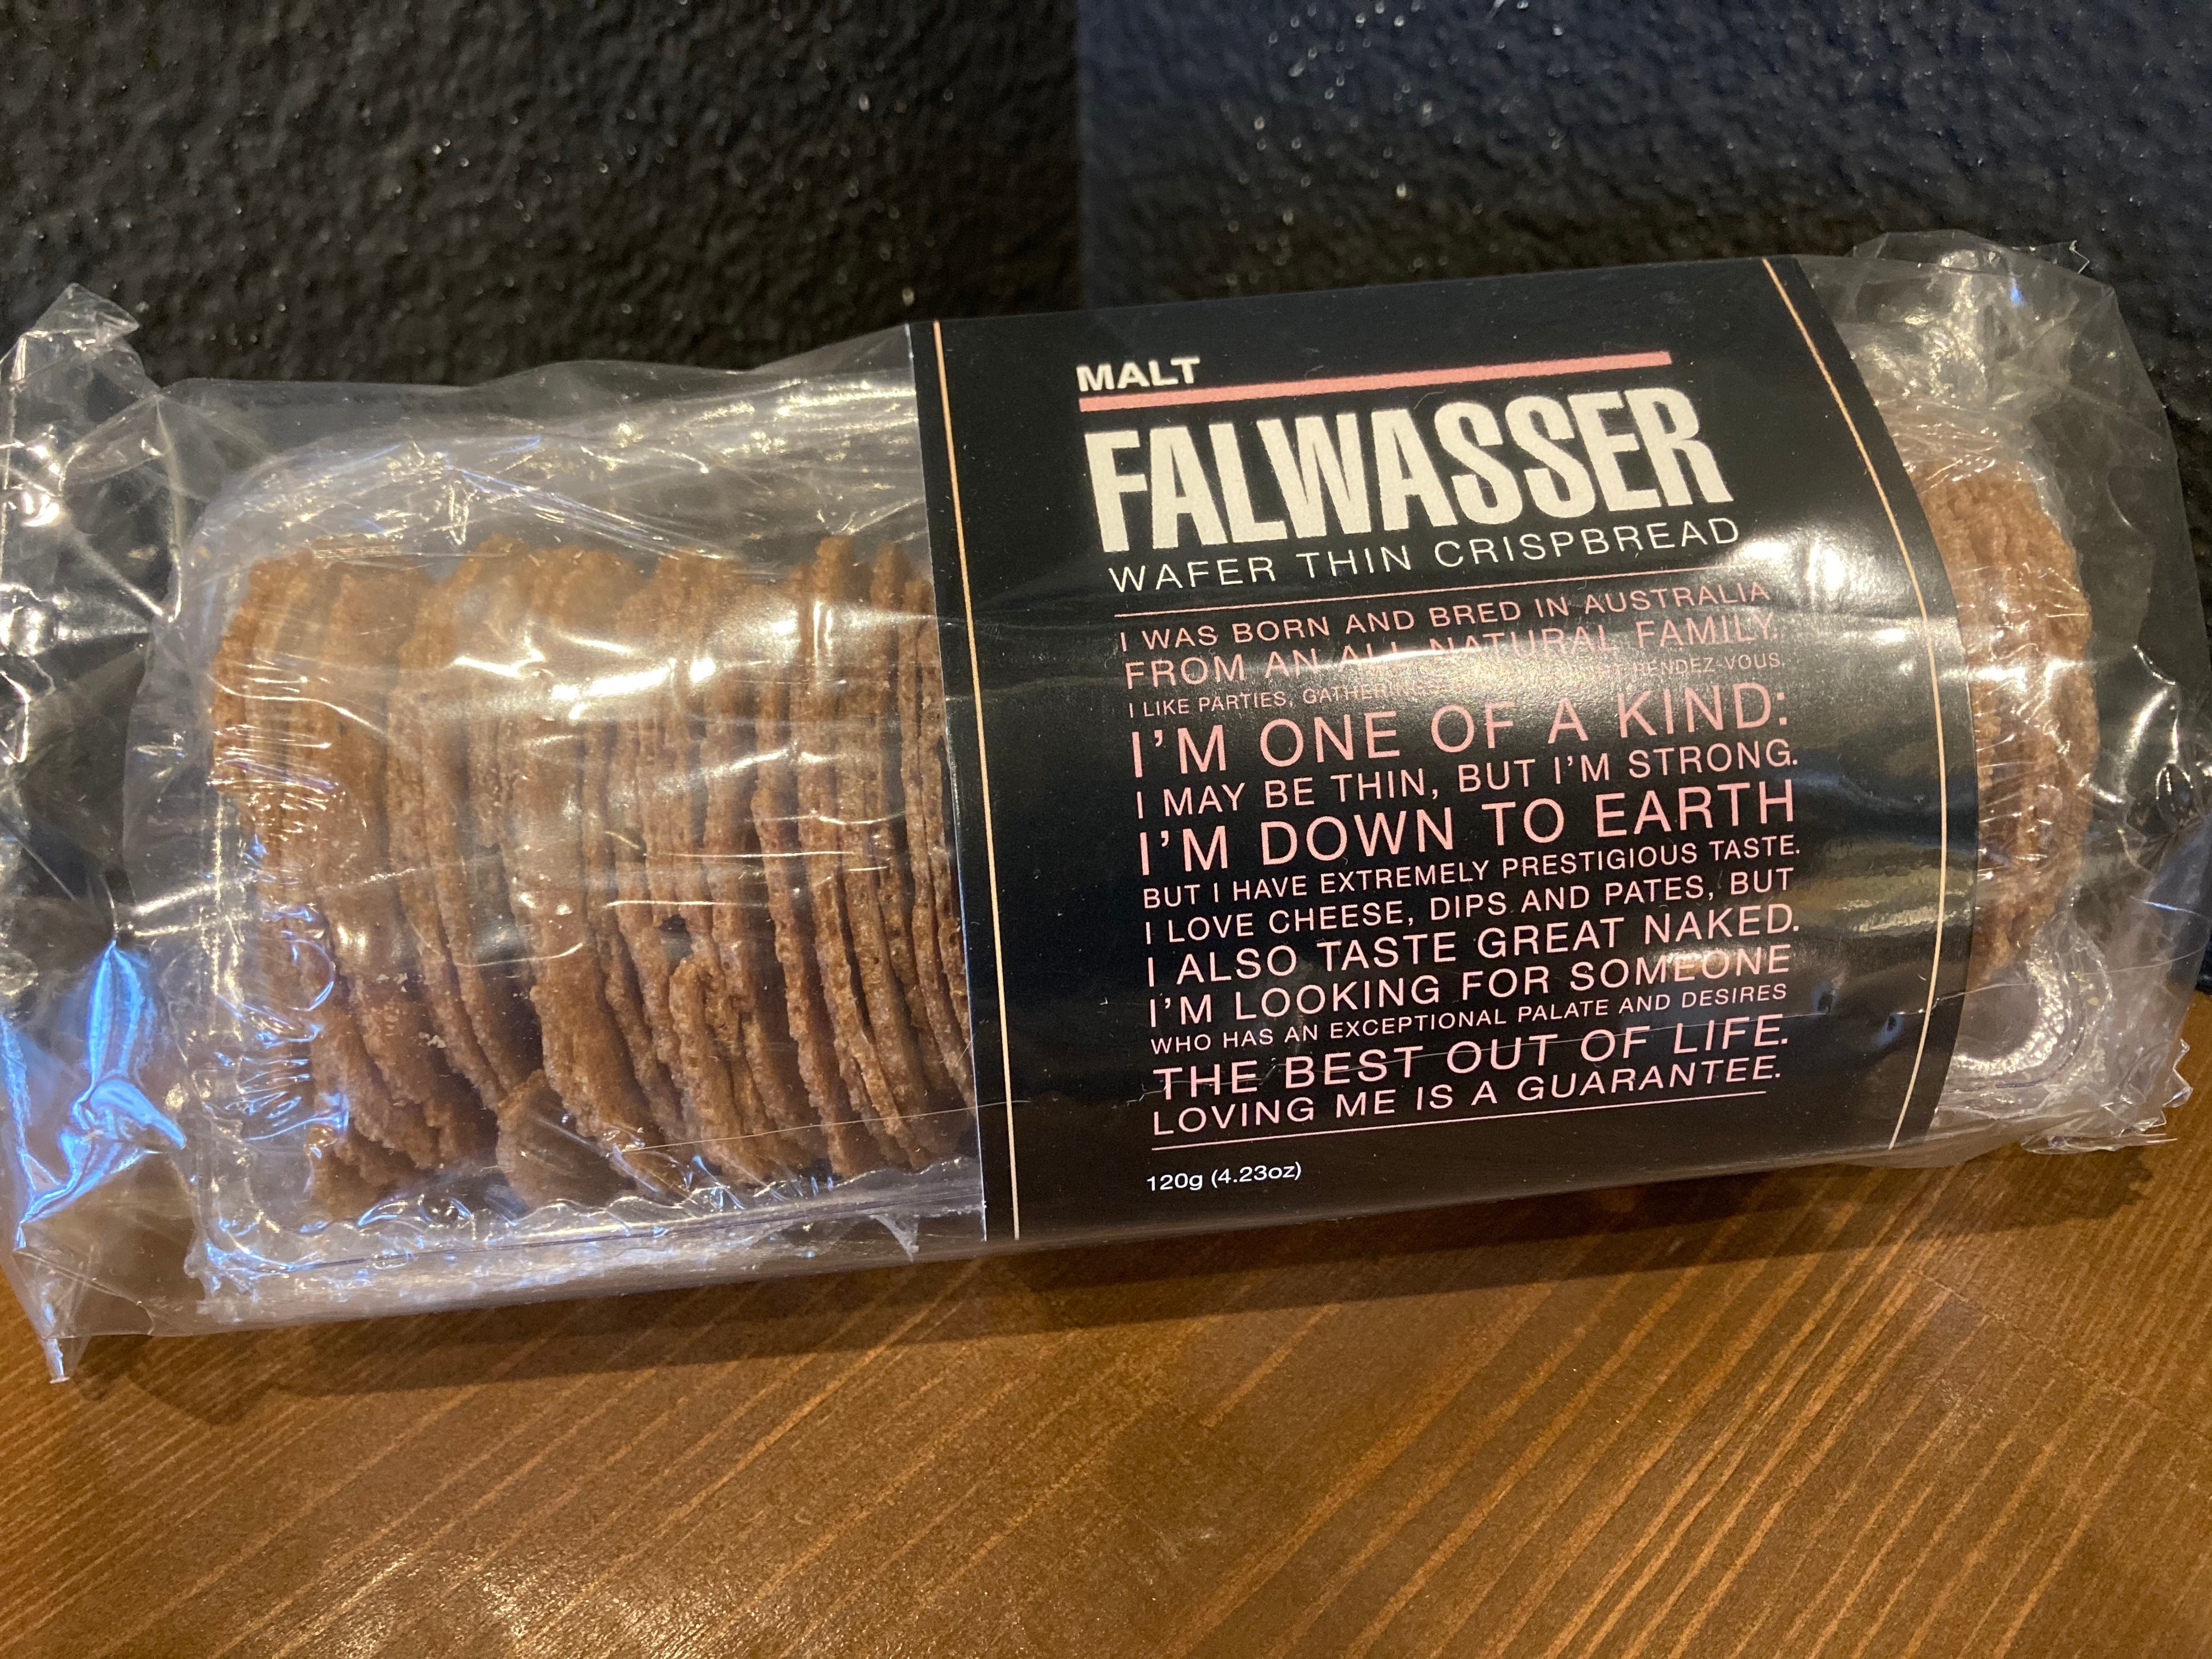 MALT
FALWASSER
WAFER THIN CRISPBREAD
I WAS BORN AND BRED IN AUSTRALIA
FROM AN ALL NATURAL FAMILY.
I LIKE PARTIES, GATHERINGS RENDEZ-VOUS.
I'M ONE OF A KIND:
I MAY BE THIN, BUT I'M STRONG.
I'M DOWN TO EARTH
BUT I HAVE EXTREMELY PRESTIGIOUS TASTE.
I LOVE CHEESE, DIPS AND PATES, BUT
I ALSO TASTE GREAT NAKED.
I'M LOOKING FOR SOMEONE
WHO HAS AN EXCEPTIONAL PALATE AND DESIRES
THE BEST OUT OF LIFE.
LOVING ME IS A GUARANTEE.
120g (4.23oz)